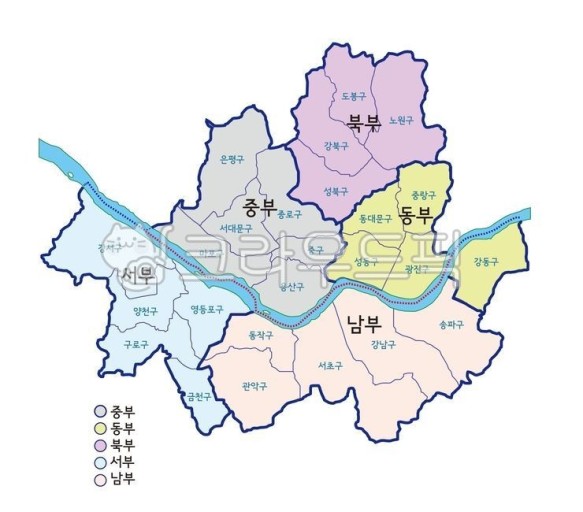 도봉구
노원구
북부
강북구
은평구
성북구
중랑구
중부
종로구
동대문구
동부
서대문구
마포구
중구
성동구
광진구
강동구
강서구
서부
용산구
양천구
영등포구
남부
송파구
동작구
구로구
서초구
강남구
관악구
금천구
크라우드픽
중부
동부
북부
서부
남부